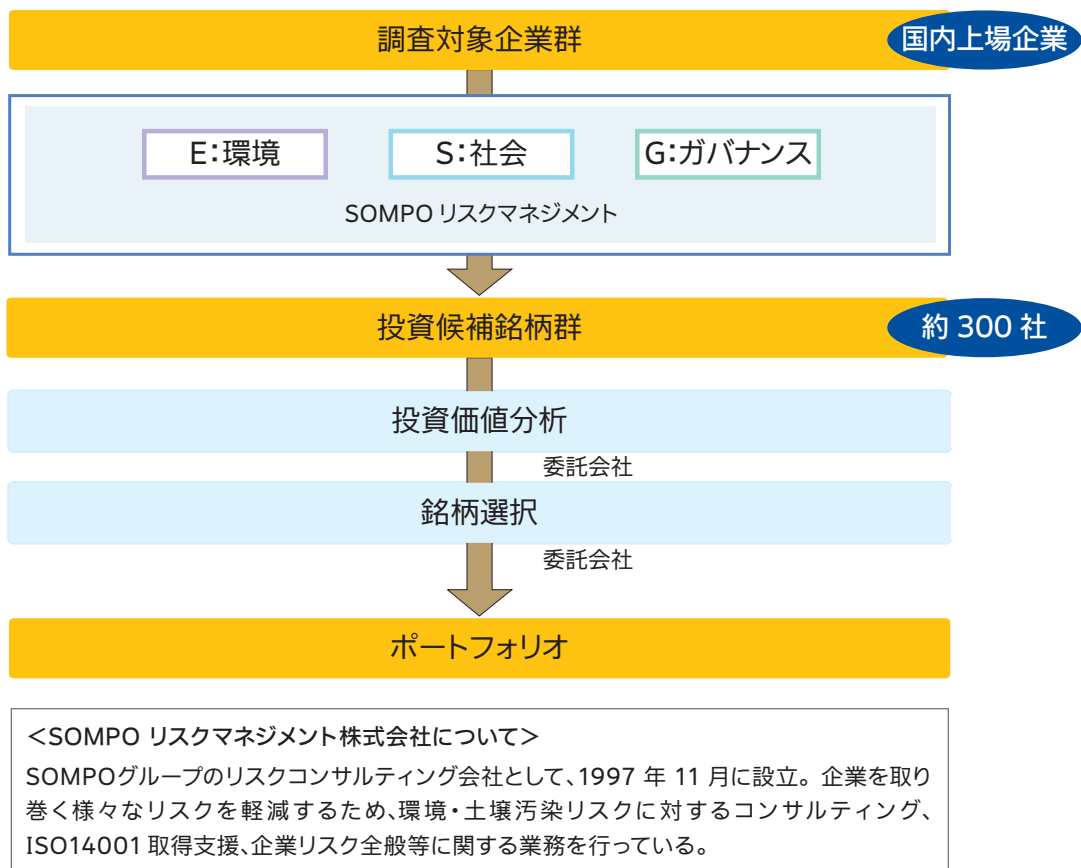 調査対象企業群
国内上場企業
E:環境
S:社会
G:ガバナンス
SOMPO リスクマネジメント
投資候補銘柄群
約 300 社
投資価値分析
委託会社
銘柄選択
委託会社
ポートフォリオ
<SOMPO リスクマネジメント株式会社について>
SOMPOグループのリスクコンサルティング会社として、1997 年 11 月に設立。企業を取り
巻く様々なリスクを軽減するため、環境・土壌汚染リスクに対するコンサルティング、
ISO14001 取得支援、企業リスク全般等に関する業務を行っている。